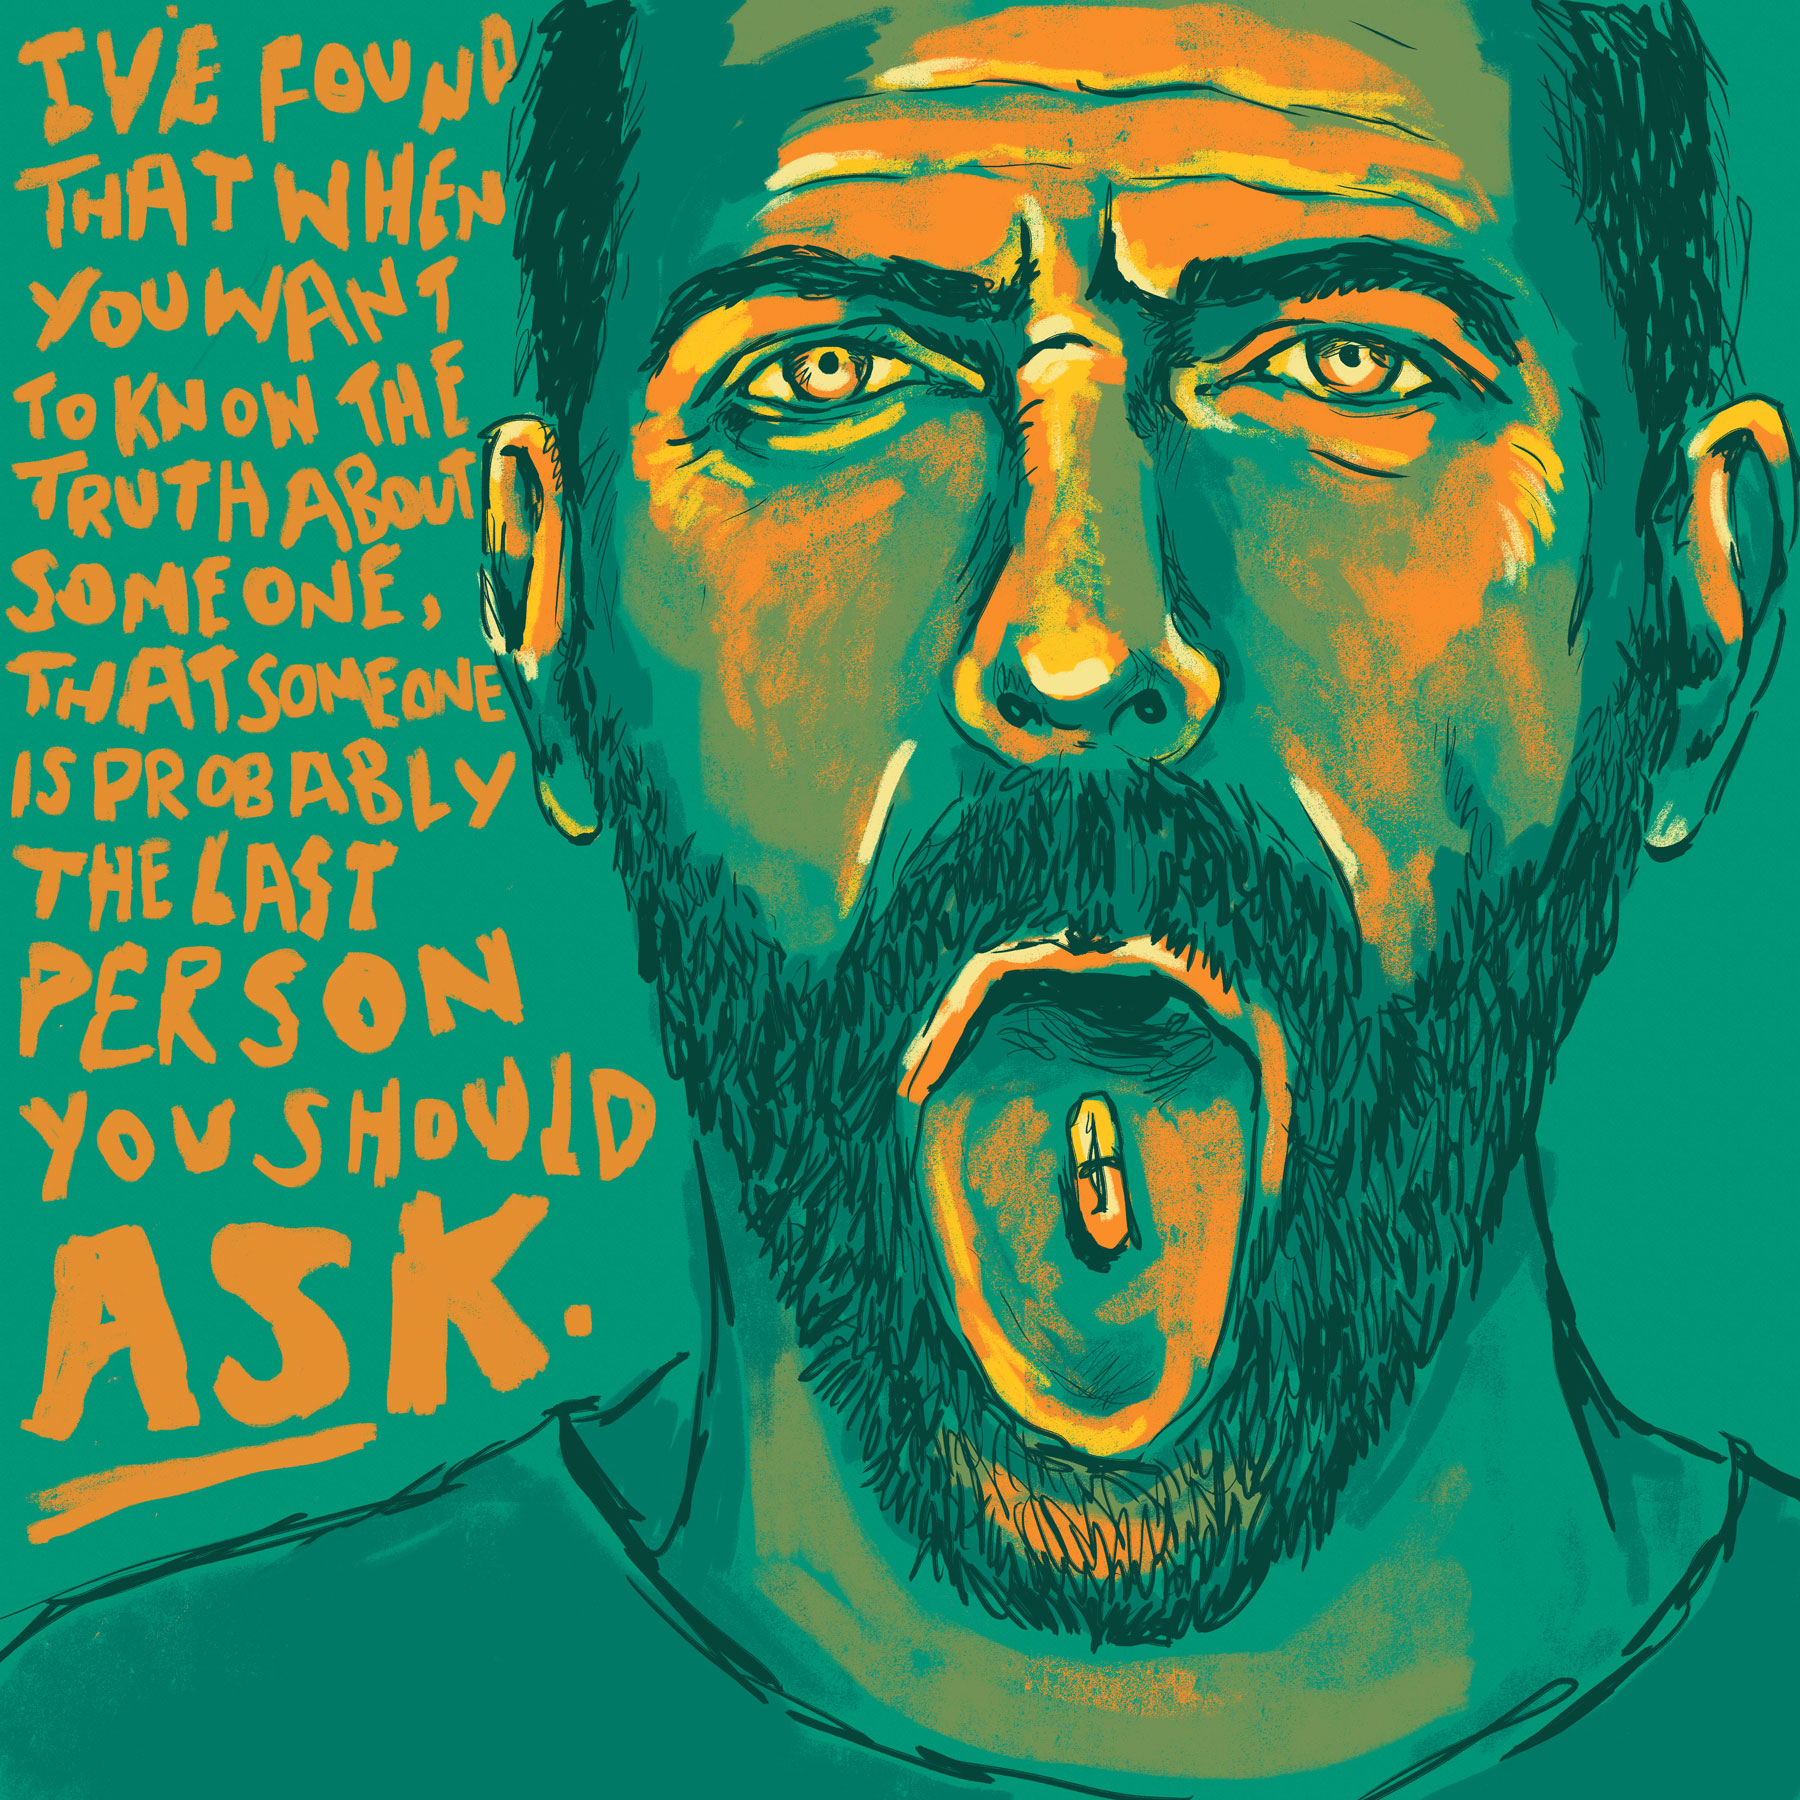 I'VE FOUND
THAT WHEN
YOU WANT
TO KNOW THE
TRUTH ABOUT
SOMEONE,
THAT SOMEONE
IS PROBABLY
THE LAST
PERSON
YOU SHOULD
ASK.